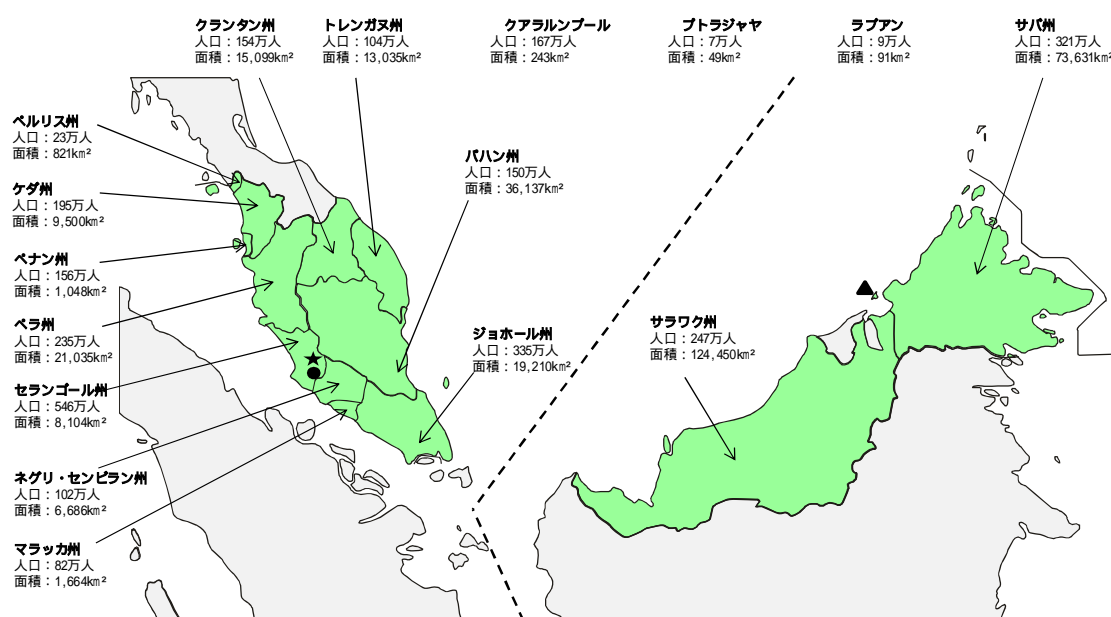 クランタン州
人口：154万人
面積：15,099km²
トレンガヌ州
人口：104万人
面積：13,035km²
クアラルンプール
人口：167万人
面積：243km²
プトラジャヤ
人口：7万人
面積：49km²
ラブアン
人口：9万人
面積：91km²
サバ州
人口：321万人
面積：73,631km²
ペルリス州
人口：23万人
面積：821km²
ケダ州
人口：195万人
面積：9,500km²
ペナン州
人口：156万人
面積：1,048km²
ペラ州
人口：235万人
面積：21,035km²
セランゴール州
人口：546万人
面積：8,104km²
ネグリ・センビラン州
人口：102万人
面積：6,686km²
マラッカ州
人口：82万人
面積：1,664km²
パハン州
人口：150万人
面積：36,137km²
ジョホール州
人口：335万人
面積：19,210km²
サラワク州
人口：247万人
面積：124,450km²